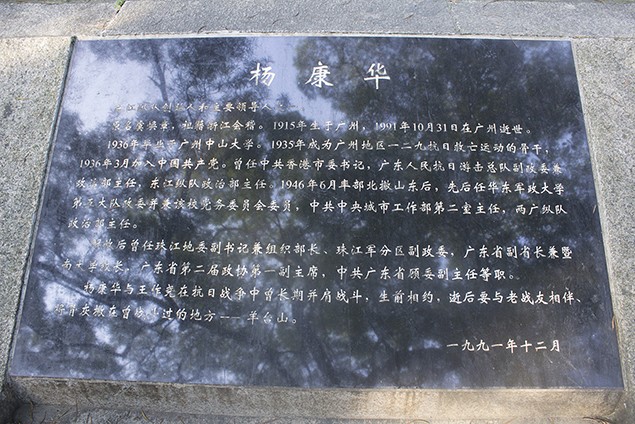 杨康华
江纵队创建人和主要领导人
原名虞焕章，祖籍浙江会稽。1915年生于广州，1991年10月31日在广州逝世。
1936年毕业于广州中山大学。1935年成为广州地区一二九抗日救亡运动的骨干，
1936年3月加入中国共产党。曾任中共香港市委书记，广东人民抗日游击总队副政委兼
政治部主任，东江纵队政治部主任。1946年6月率部北撤山东后，先后任华东军政大学
第五大队政委并兼该校党务委员会委员，中共中央城市工作部第二室主任，两广纵队
政治部主任。
解放后曾任珠江地委副书记兼组织部长、珠江军分区副政委，广东省副省长兼暨
南大学校长，广东省第二届政协第一副主席，中共广东省顾委副主任等职。
杨康华与王作尧在抗日战争中曾长期并肩战斗，生前相约，逝后要与老战友相伴、
将骨灰撒在曾战斗过的地方——羊台山。
一九九一年十二月